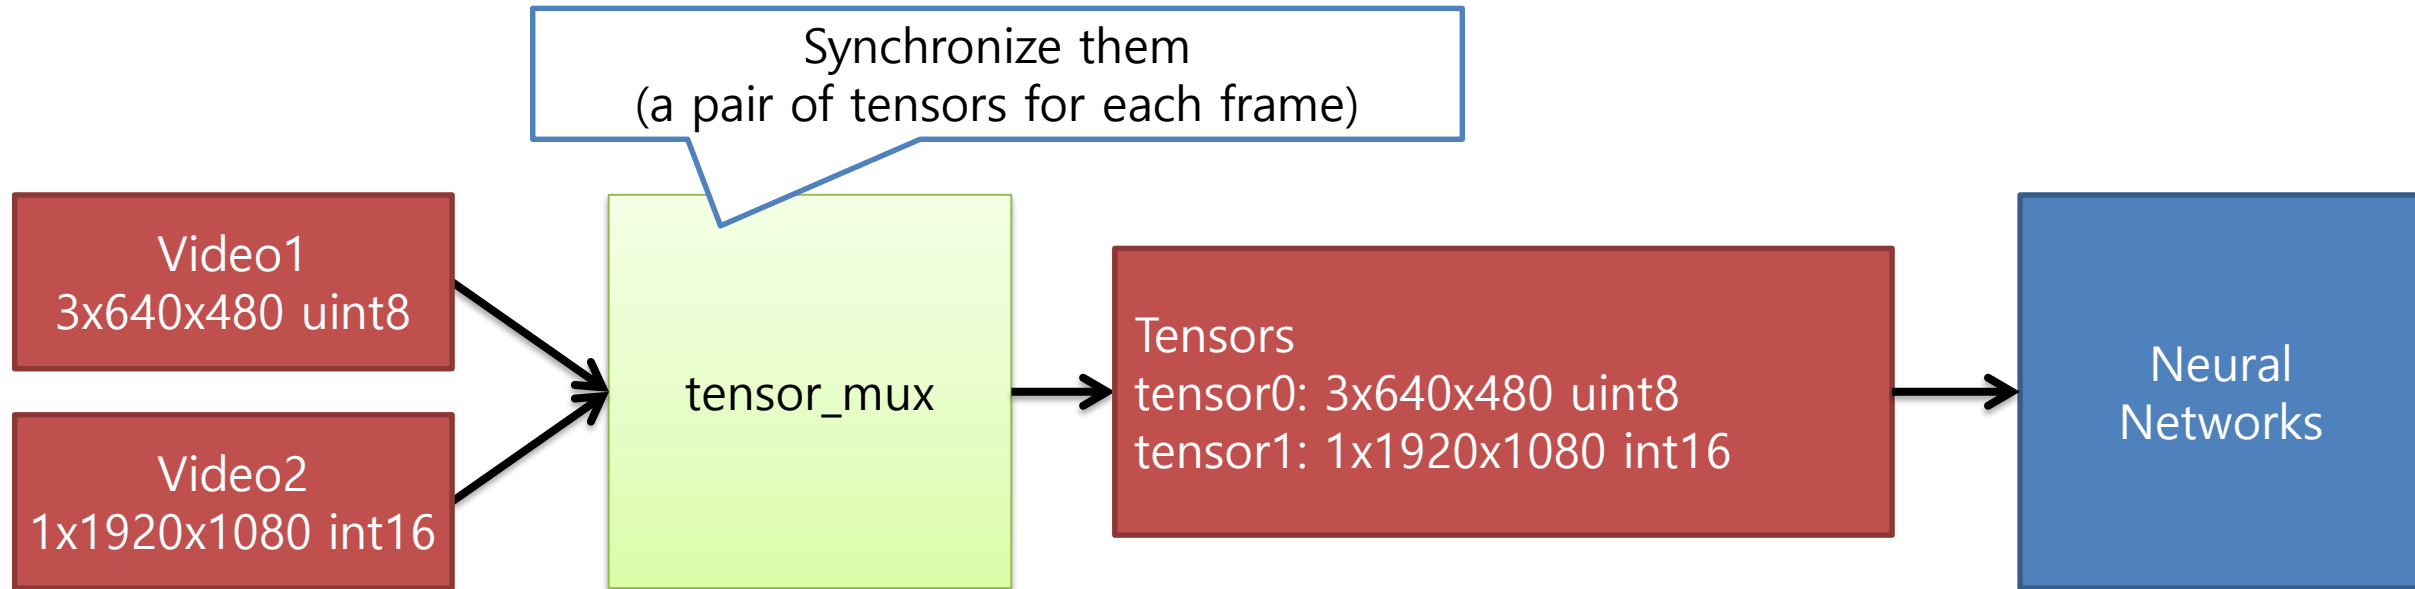 Synchronize them
(a pair of tensors for each frame)
Video1
3x640x480 uint8
Video2
1x1920x1080 int16
tensor_mux
Tensors
tensor0: 3x640x480 uint8
tensor1: 1x1920x1080 int16
Neural
Networks